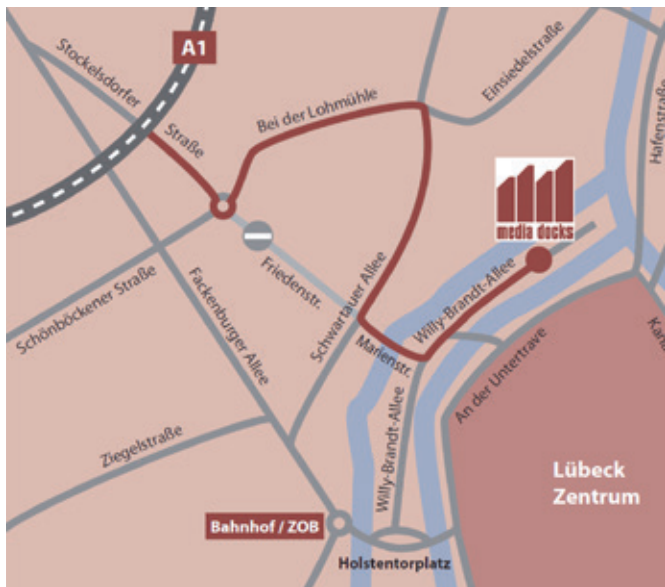 A1
Stockelsdorfer
Straße
Bei der Lohmühle
Einsiedelstraße
Hafenstraße
media docks
Friedenstr.
Schwartauer Allee
Willy-Brandt-Allee
Schönböckener Straße
Fackenburger Allee
Marienstr.
An der Untertrave
Ziegelstraße
Willy-Brandt-Allee
Lübeck
Zentrum
Bahnhof / ZOB
Holstentorplatz